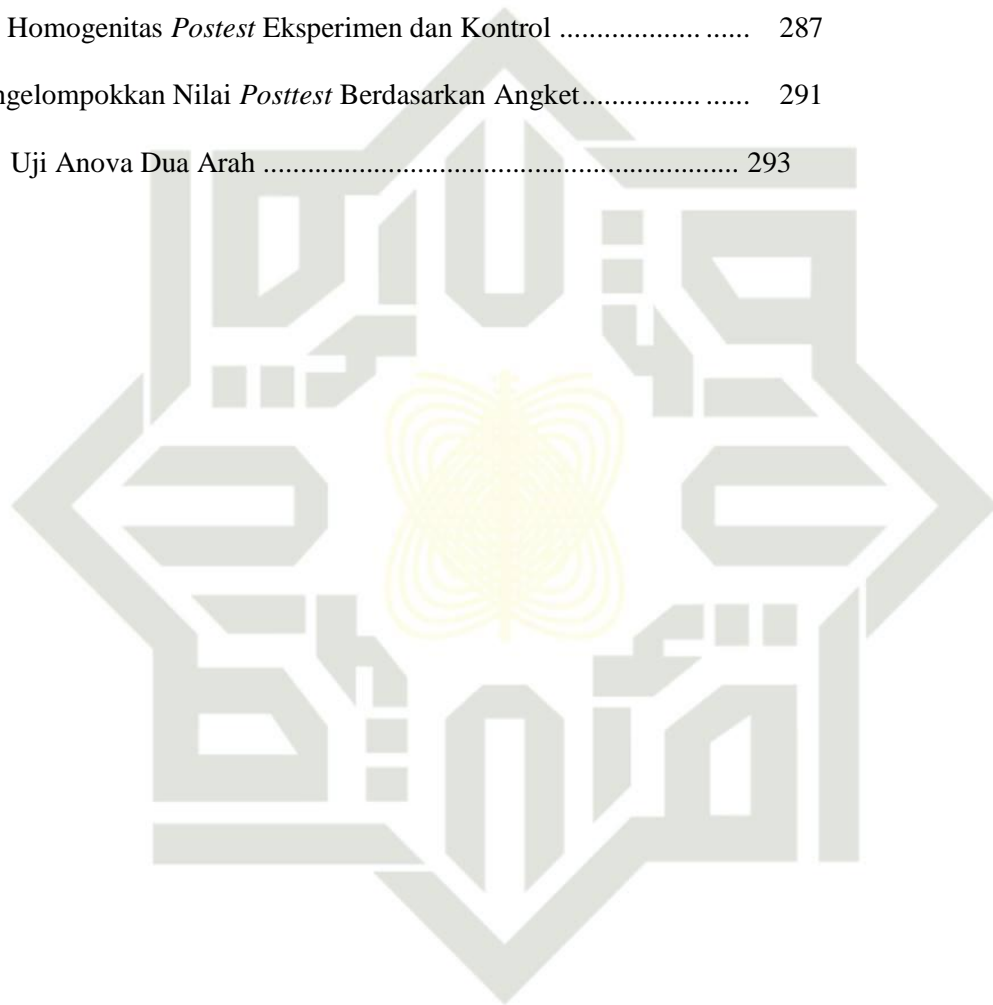 Homogenitas Postest Eksperimen dan Kontrol ................... ...... 287
ngelompokkan Nilai Posttest Berdasarkan Angket................ ...... 291
Uji Anova Dua Arah ................................................................ 293